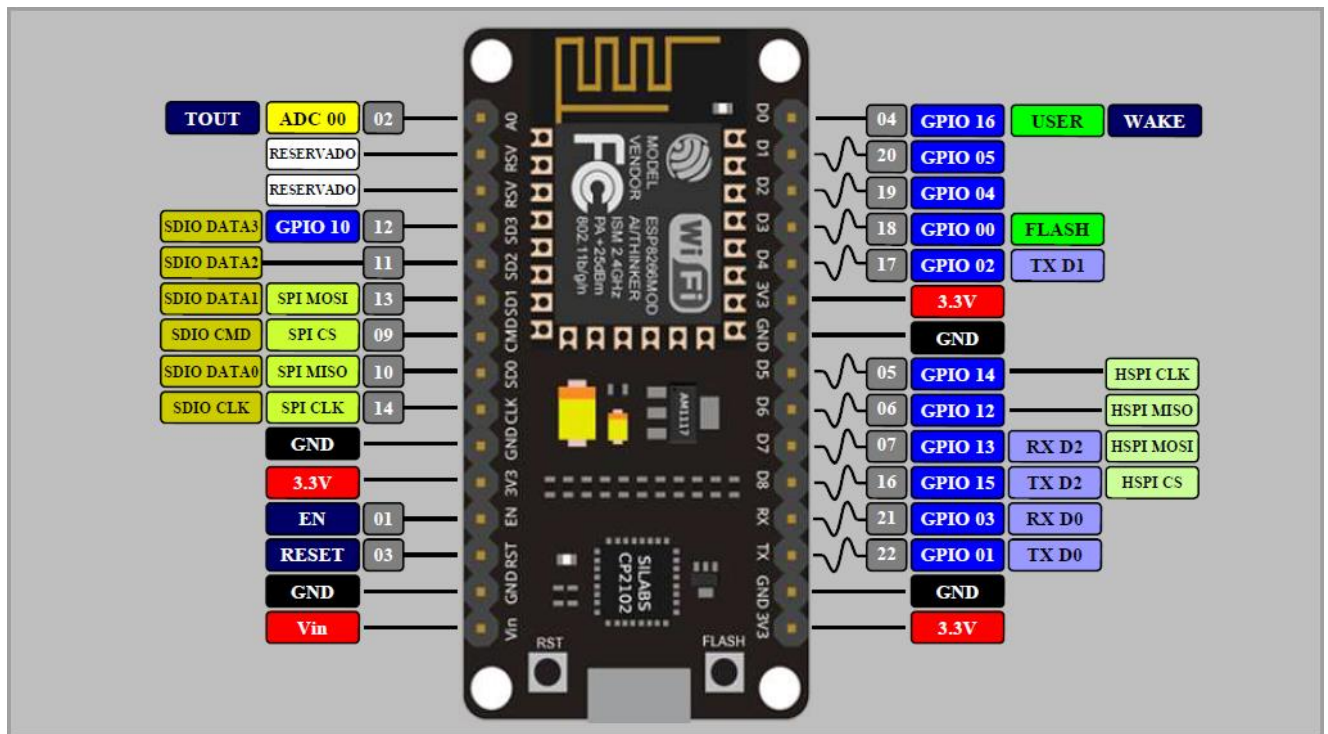 TOUT ADC 00 02 A0
RESERVADO RSV
RESERVADO RSV
SDIO DATA3 GPIO 10 12 SD3
SDIO DATA2 11 SD2
SDIO DATA1 SPI MOSI 13 SD1
SDIO CMD SPI CS 09 CMD
SDIO DATA0 SPI MISO 10 SD0
SDIO CLK SPI CLK 14 CLK
GND GND
3.3V 3V3
EN 01 EN
RESET 03 RST
GND GND
Vin Vin
MODEL
VENDOR
FC
Wi Fi
ESP8266MOD
AI/THINKER
ISM 2.4GHz
PA +25dBm
802.11b/g/n
AM1117
SILABS
CP2102
RST
FLASH
D0 04 GPIO 16 USER WAKE
D1 20 GPIO 05
D2 19 GPIO 04
D3 18 GPIO 00 FLASH
D4 17 GPIO 02 TX D1
3V3 3.3V
GND GND
D5 05 GPIO 14 HSPI CLK
D6 06 GPIO 12 HSPI MISO
D7 07 GPIO 13 RX D2 HSPI MOSI
D8 16 GPIO 15 TX D2 HSPI CS
RX 21 GPIO 03 RX D0
TX 22 GPIO 01 TX D0
GND GND
3V3 3.3V